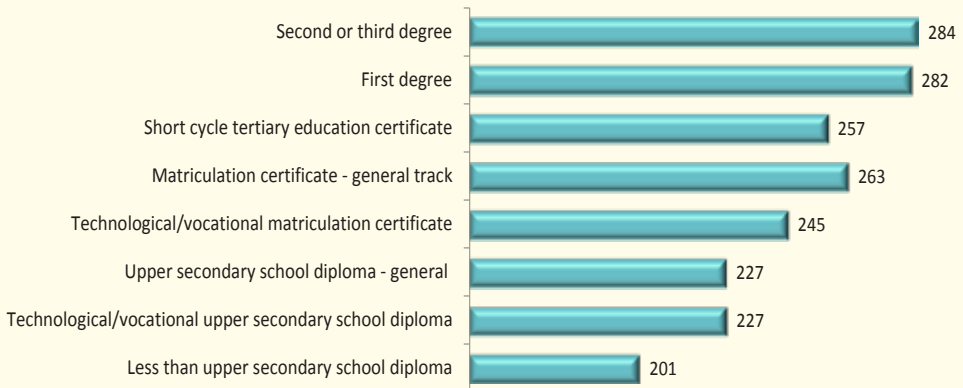 Second or third degree 284
First degree 282
Short cycle tertiary education certificate 257
Matriculation certificate - general track 263
Technological/vocational matriculation certificate 245
Upper secondary school diploma - general 227
Technological/vocational upper secondary school diploma 227
Less than upper secondary school diploma 201